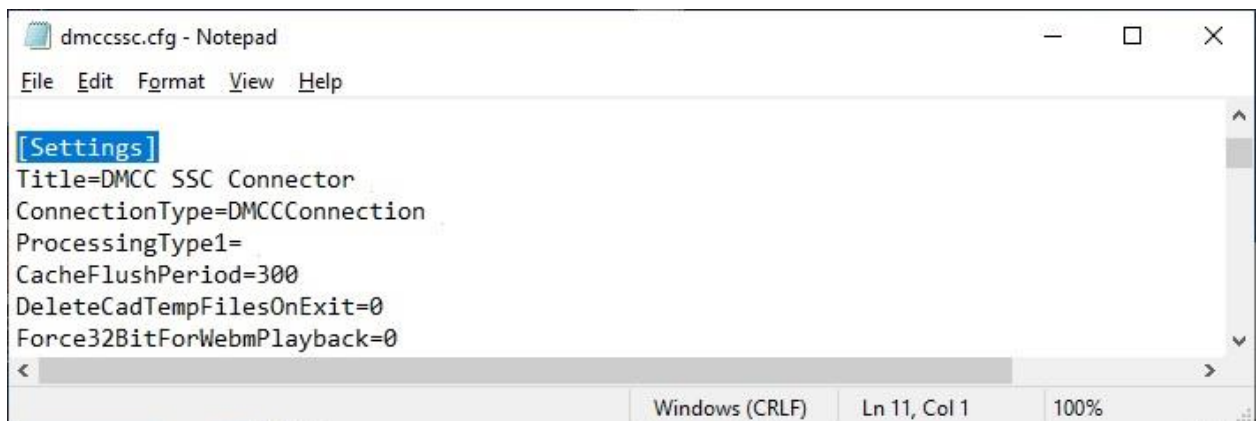 dmccssc.cfg - Notepad
File Edit Format View Help
[Settings]
Title=DMCC SSC Connector
ConnectionType=DMCCConnection
ProcessingType1=
CacheFlushPeriod=300
DeleteCadTempFilesOnExit=0
Force32BitForWebmPlayback=0
Windows (CRLF) Ln 11, Col 1 100%